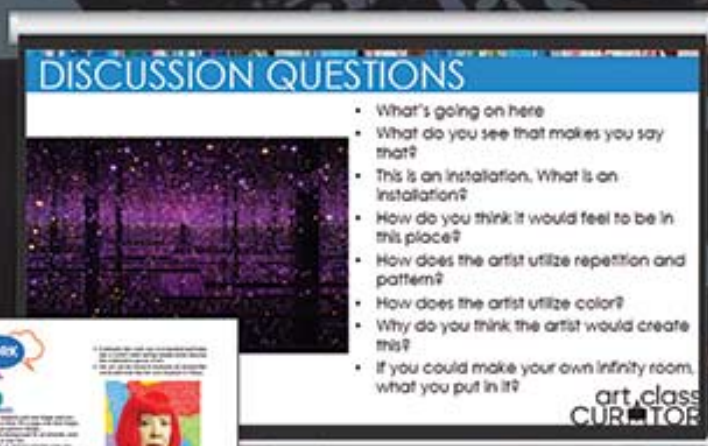 DISCUSSION QUESTIONS
• What's going on here
• What do you see that makes you say
that?
• This is an installation. What is an
installation?
• How do you think it would feel to be in
this place?
• How does the artist utilize repetition and
pattern?
• How does the artist utilize color?
• Why do you think the artist would create
this?
• If you could make your own infinity room,
what you put in it?
art class
CURATOR